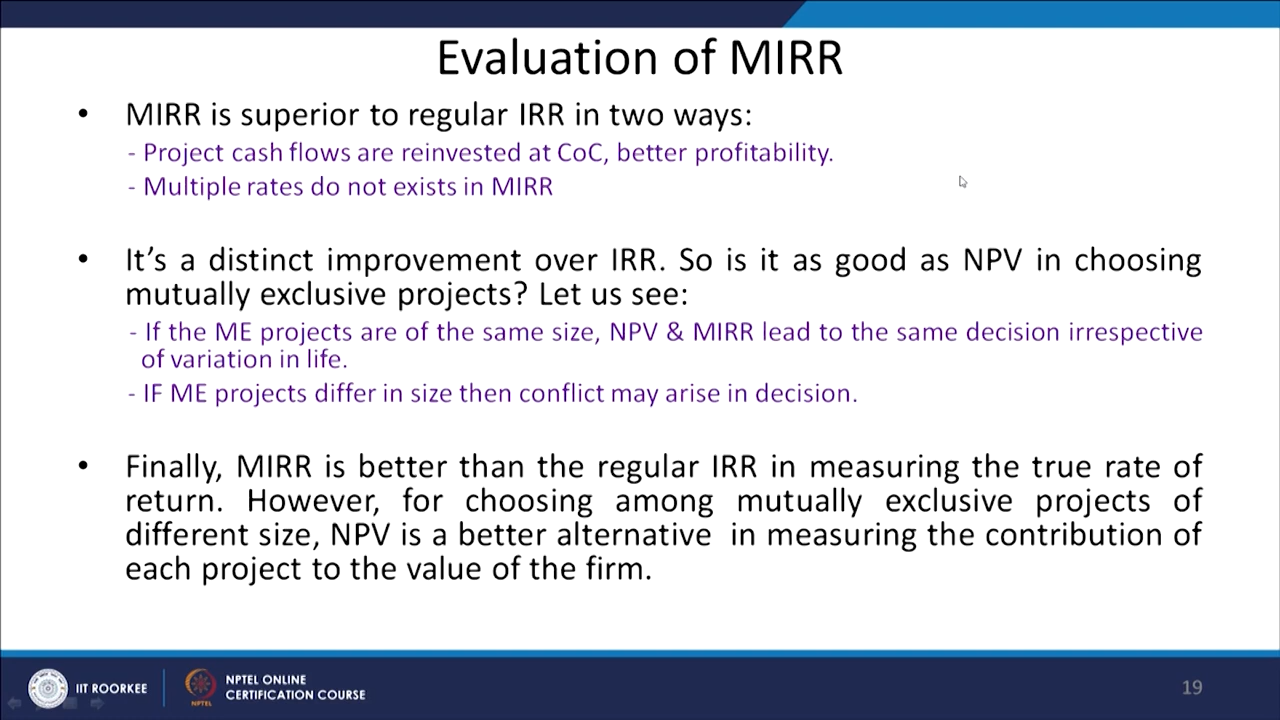 Evaluation of MIRR
• MIRR is superior to regular IRR in two ways:
- Project cash flows are reinvested at CoC, better profitability.
- Multiple rates do not exists in MIRR
• It's a distinct improvement over IRR. So is it as good as NPV in choosing
mutually exclusive projects? Let us see:
- If the ME projects are of the same size, NPV & MIRR lead to the same decision irrespective
of variation in life.
- IF ME projects differ in size then conflict may arise in decision.
• Finally, MIRR is better than the regular IRR in measuring the true rate of
return. However, for choosing among mutually exclusive projects of
different size, NPV is a better alternative in measuring the contribution of
each project to the value of the firm.
IIT ROORKEE
NPTEL
NPTEL ONLINE
CERTIFICATION COURSE
19